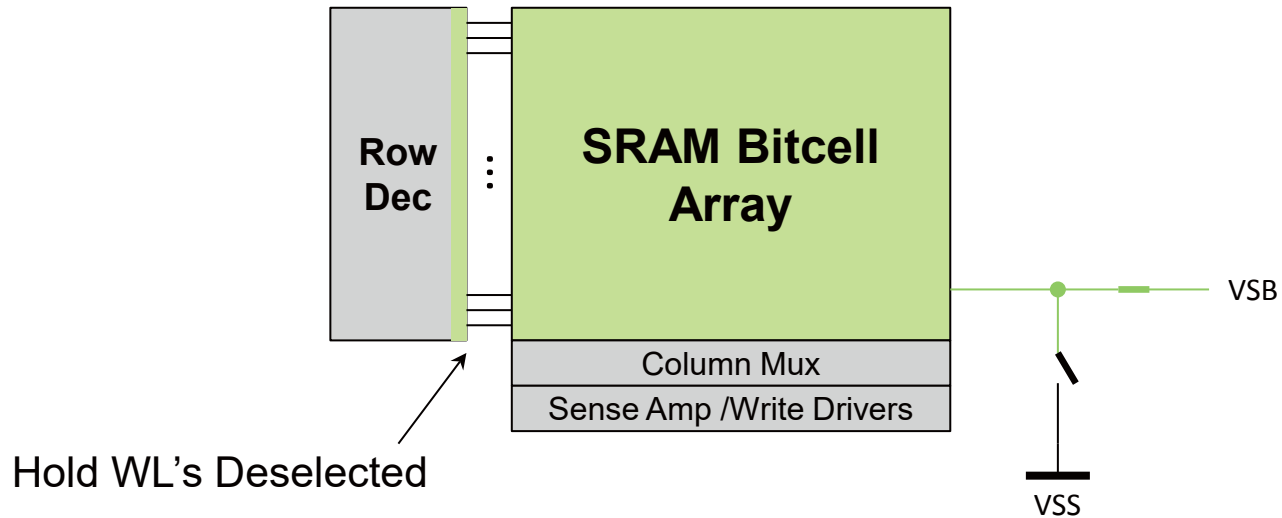 Row
Dec
⋮
SRAM Bitcell
Array
VSB
Column Mux
Sense Amp /Write Drivers
Hold WL's Deselected
VSS